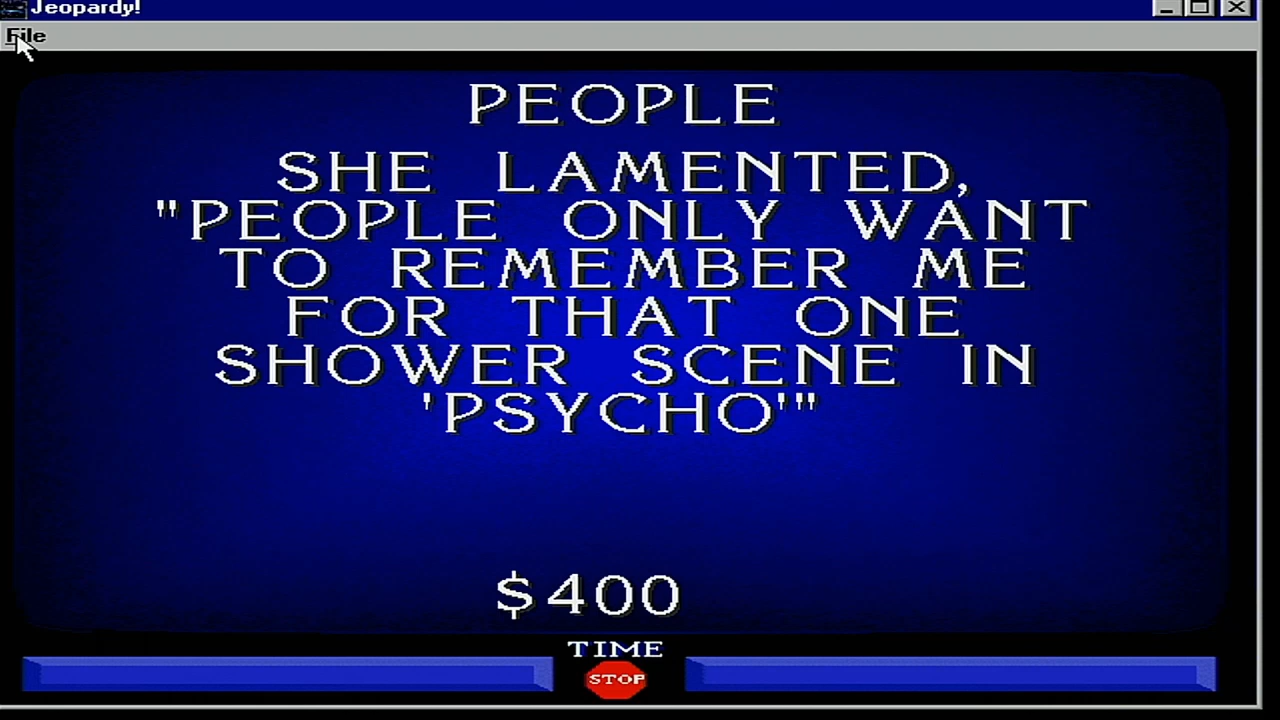 Jeopardy!
File
PEOPLE
SHE LAMENTED,
"PEOPLE ONLY WANT
TO REMEMBER ME
FOR THAT ONE
SHOWER SCENE IN
'PSYCHO'"
$400
TIME
STOP